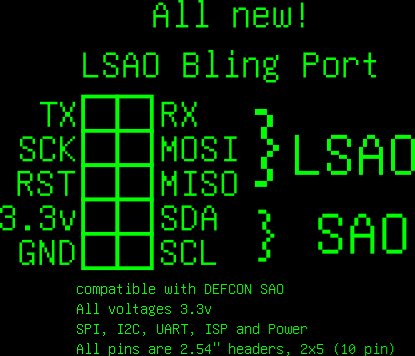 All new!
LSAO Bling Port
TX RX
SCK MOSI
RST MISO
3.3v SDA
GND SCL
} LSAO
} SAO
compatible with DEFCON SAO
All voltages 3.3v
SPI, I2C, UART, ISP and Power
All pins are 2.54" headers, 2x5 (10 pin)